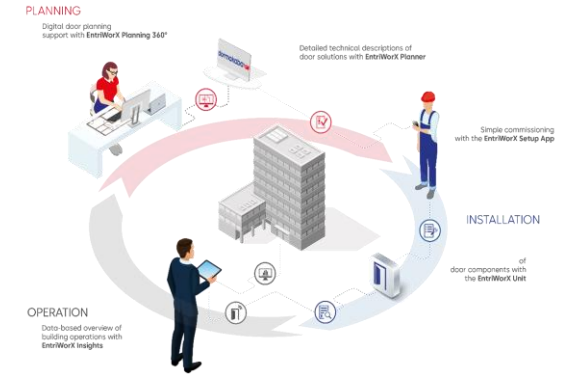 PLANNING
Digital door planning
support with EntriWorX Planning 360°
dormakaba
Detailed technical descriptions of
door solutions with EntriWorX Planner
Simple commissioning
with the EntriWorX Setup App
INSTALLATION
of
door components with
the EntriWorX Unit
OPERATION
Data-based overview of
building operations with
EntriWorX Insights